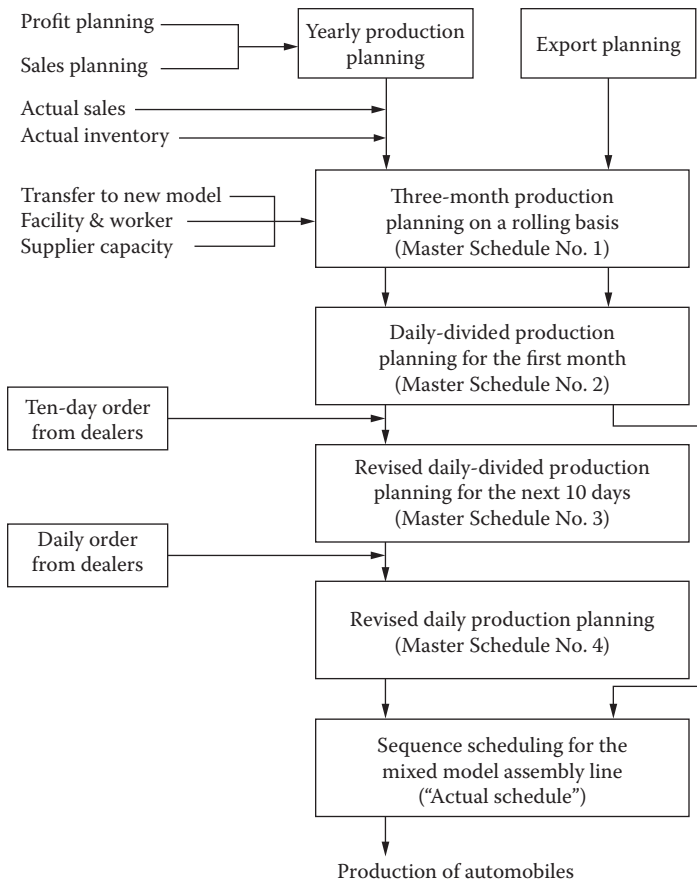 Profit planning
Sales planning
Yearly production
planning
Export planning
Actual sales
Actual inventory
Transfer to new model
Facility & worker
Supplier capacity
Three-month production
planning on a rolling basis
(Master Schedule No. 1)
Daily-divided production
planning for the first month
(Master Schedule No. 2)
Ten-day order
from dealers
Revised daily-divided production
planning for the next 10 days
(Master Schedule No. 3)
Daily order
from dealers
Revised daily production planning
(Master Schedule No. 4)
Sequence scheduling for the
mixed model assembly line
(“Actual schedule”)
Production of automobiles